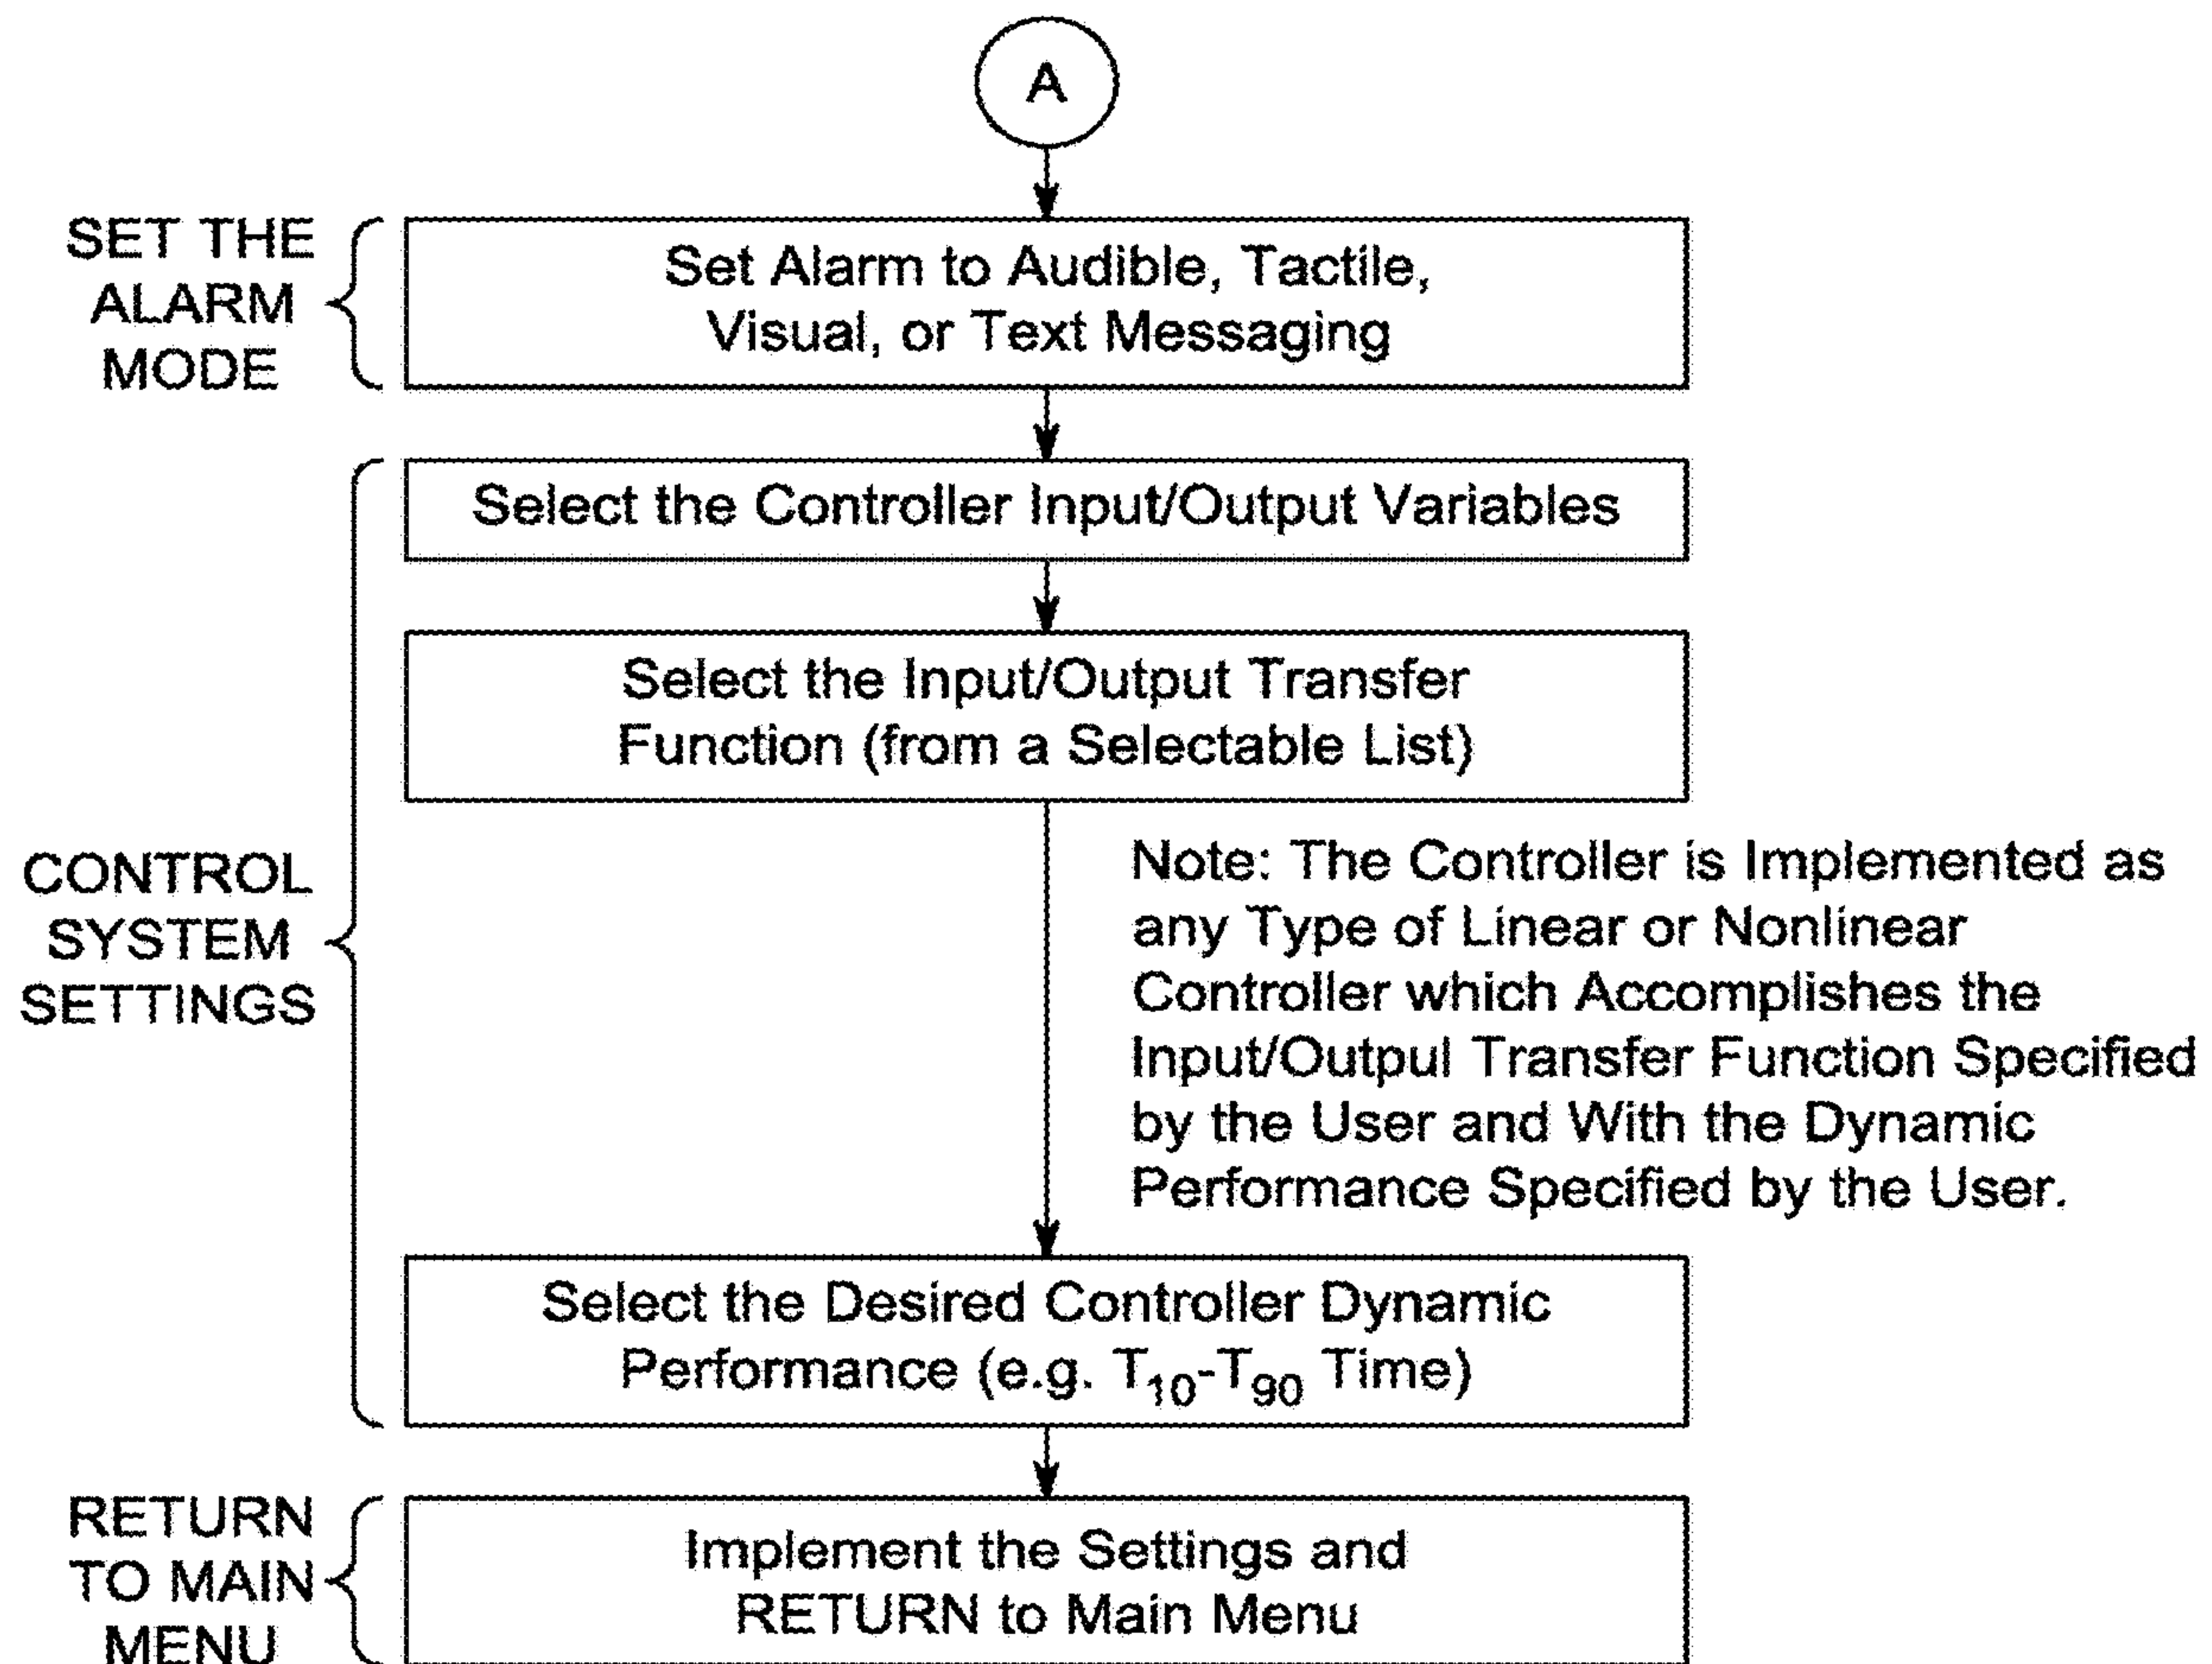 A
SET THE
ALARM
MODE
Set Alarm to Audible, Tactile,
Visual, or Text Messaging
Select the Controller Input/Output Variables
Select the Input/Output Transfer
Function (from a Selectable List)
CONTROL
SYSTEM
SETTINGS
Note: The Controller is Implemented as
any Type of Linear or Nonlinear
Controller which Accomplishes the
Input/Outpul Transfer Function Specified
by the User and With the Dynamic
Performance Specified by the User.
Select the Desired Controller Dynamic
Performance (e.g. T10-T90 Time)
RETURN
TO MAIN
MENU
Implement the Settings and
RETURN to Main Menu